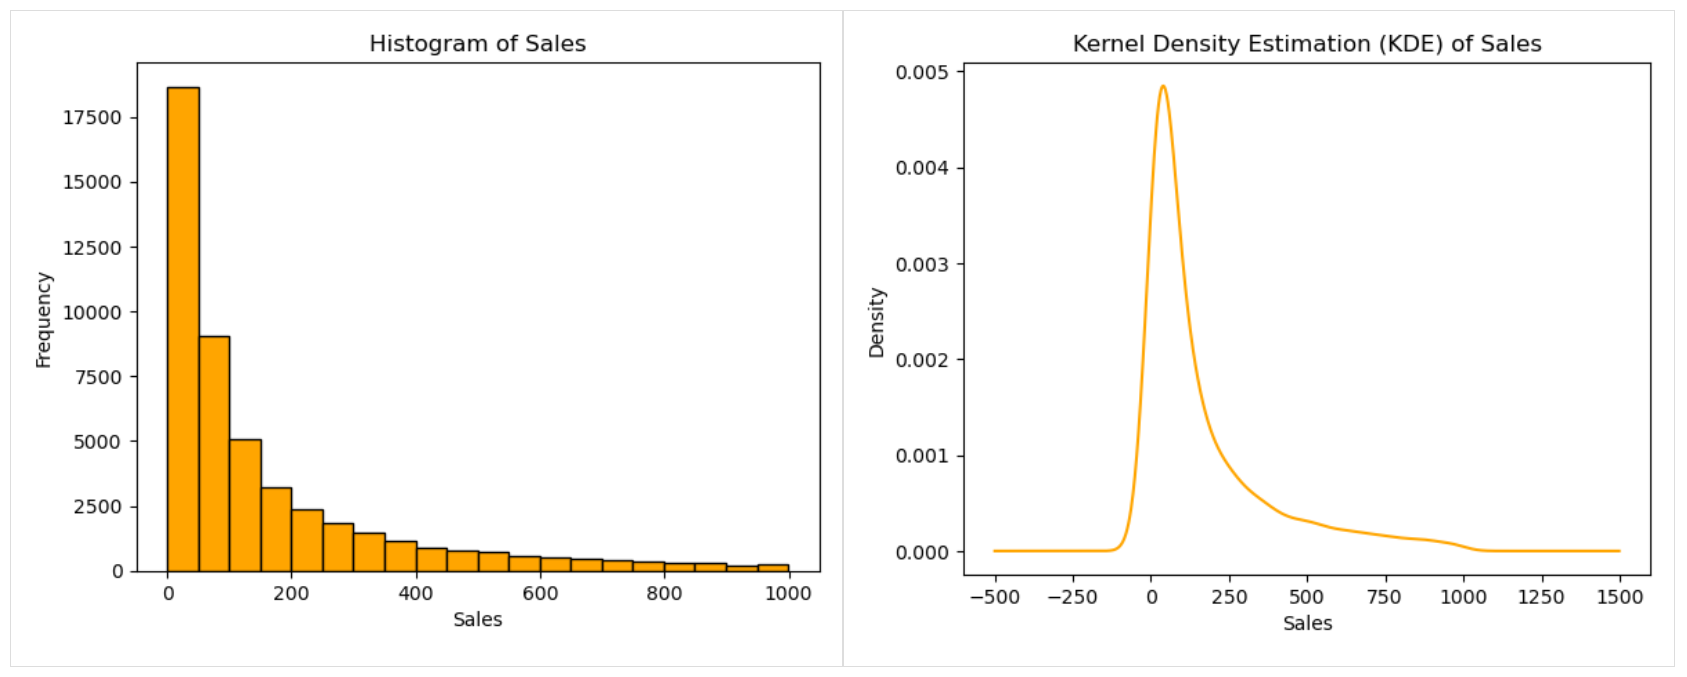 Histogram of Sales
17500
15000
12500
10000
7500
5000
2500
0
Frequency
0 200 400 600 800 1000
Sales
Kernel Density Estimation (KDE) of Sales
0.005
0.004
0.003
0.002
0.001
0.000
Density
−500 −250 0 250 500 750 1000 1250 1500
Sales